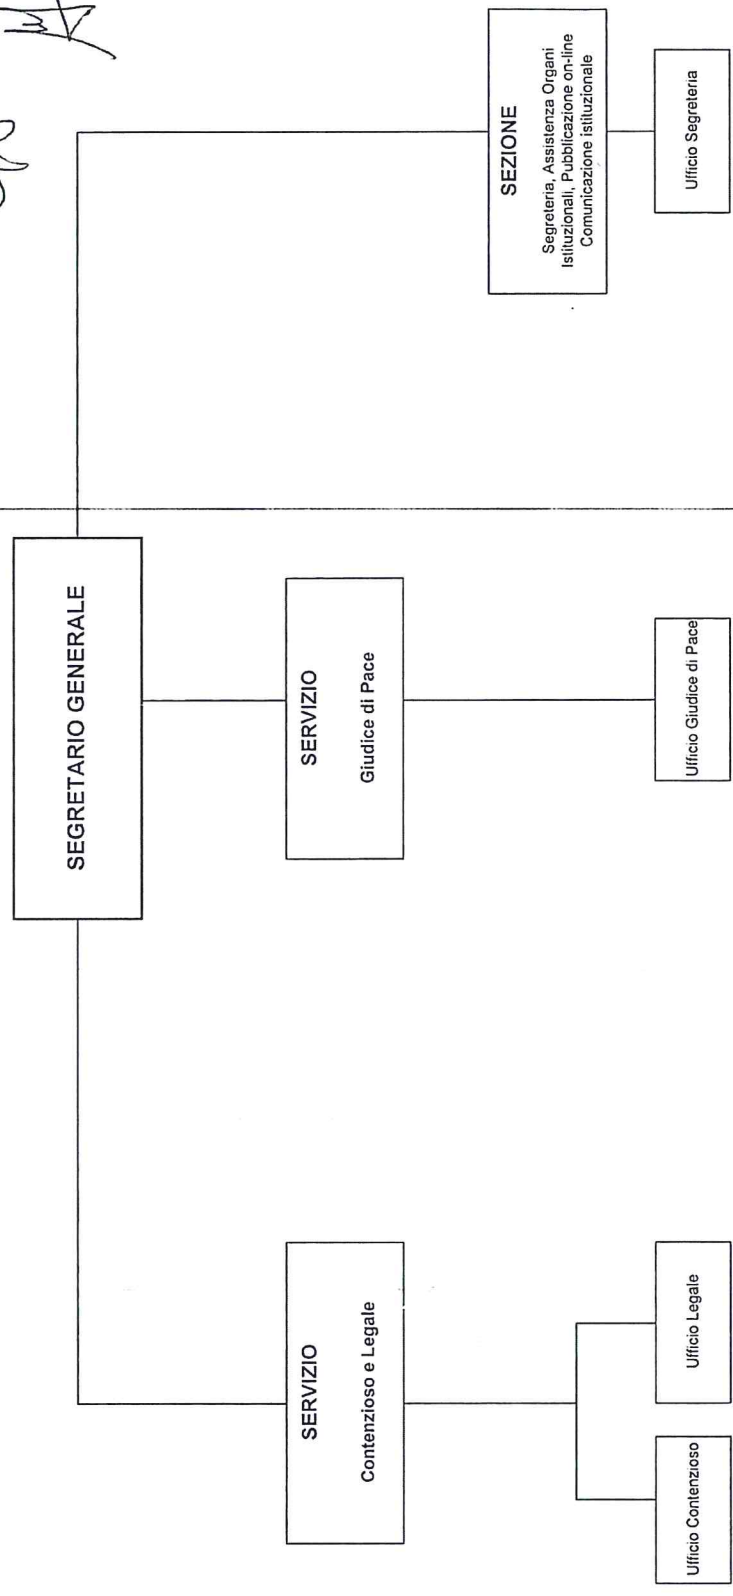 SEGRETARIO GENERALE
SERVIZIO
Contenzioso e Legale
SERVIZIO
Giudice di Pace
SEZIONE
Segreteria, Assistenza Organi
Istituzionali, Pubblicazione on-line
Comunicazione istituzionale
Ufficio Contenzioso
Ufficio Legale
Ufficio Giudice di Pace
Ufficio Segreteria